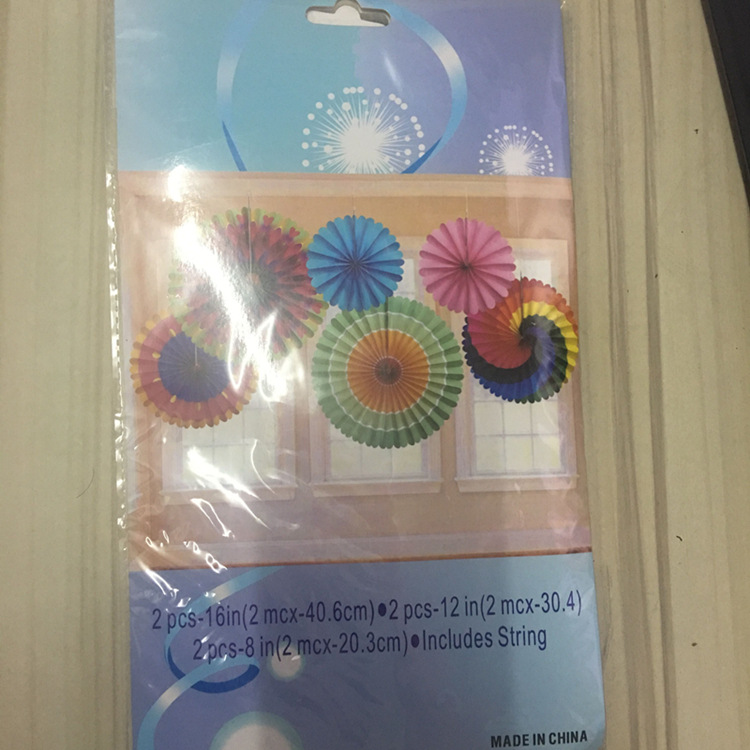 2 pcs-16in(2 mcx-40.6cm)●2 pcs-12 in(2 mcx-30.4)
2 pcs-8 in(2 mcx-20.3cm)●Includes String
MADE IN CHINA